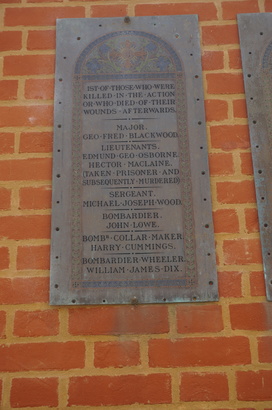 LIST·OF·THOSE·WHO·WERE
KILLED·IN·THE·ACTION
OR·WHO·DIED·OF·THEIR
WOUNDS·AFTERWARDS.
MAJOR.
GEO·FRED·BLACKWOOD.
LIEUTENANTS.
EDMUND·GEO·OSBORNE.
HECTOR·MACLAINE.
(TAKEN·PRISONER·AND
SUBSEQUENTLY·MURDERED)
SERGEANT.
MICHAEL·JOSEPH·WOOD.
BOMBARDIER.
JOHN·LOWE.
BOMBR·COLLAR·MAKER.
HARRY·CUMMINGS.
BOMBARDIER·WHEELER.
WILLIAM·JAMES·DIX.